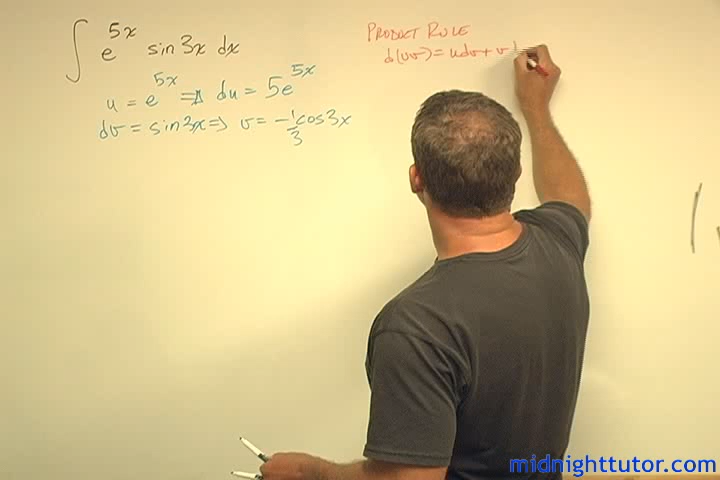 ∫ e^5x sin 3x dx
u = e^5x ⇒ du = 5e^5x
dv = sin 3x ⇒ v = -1/3 cos 3x
PRODUCT RULE
d(uv) = udv + v
midnighttutor.com